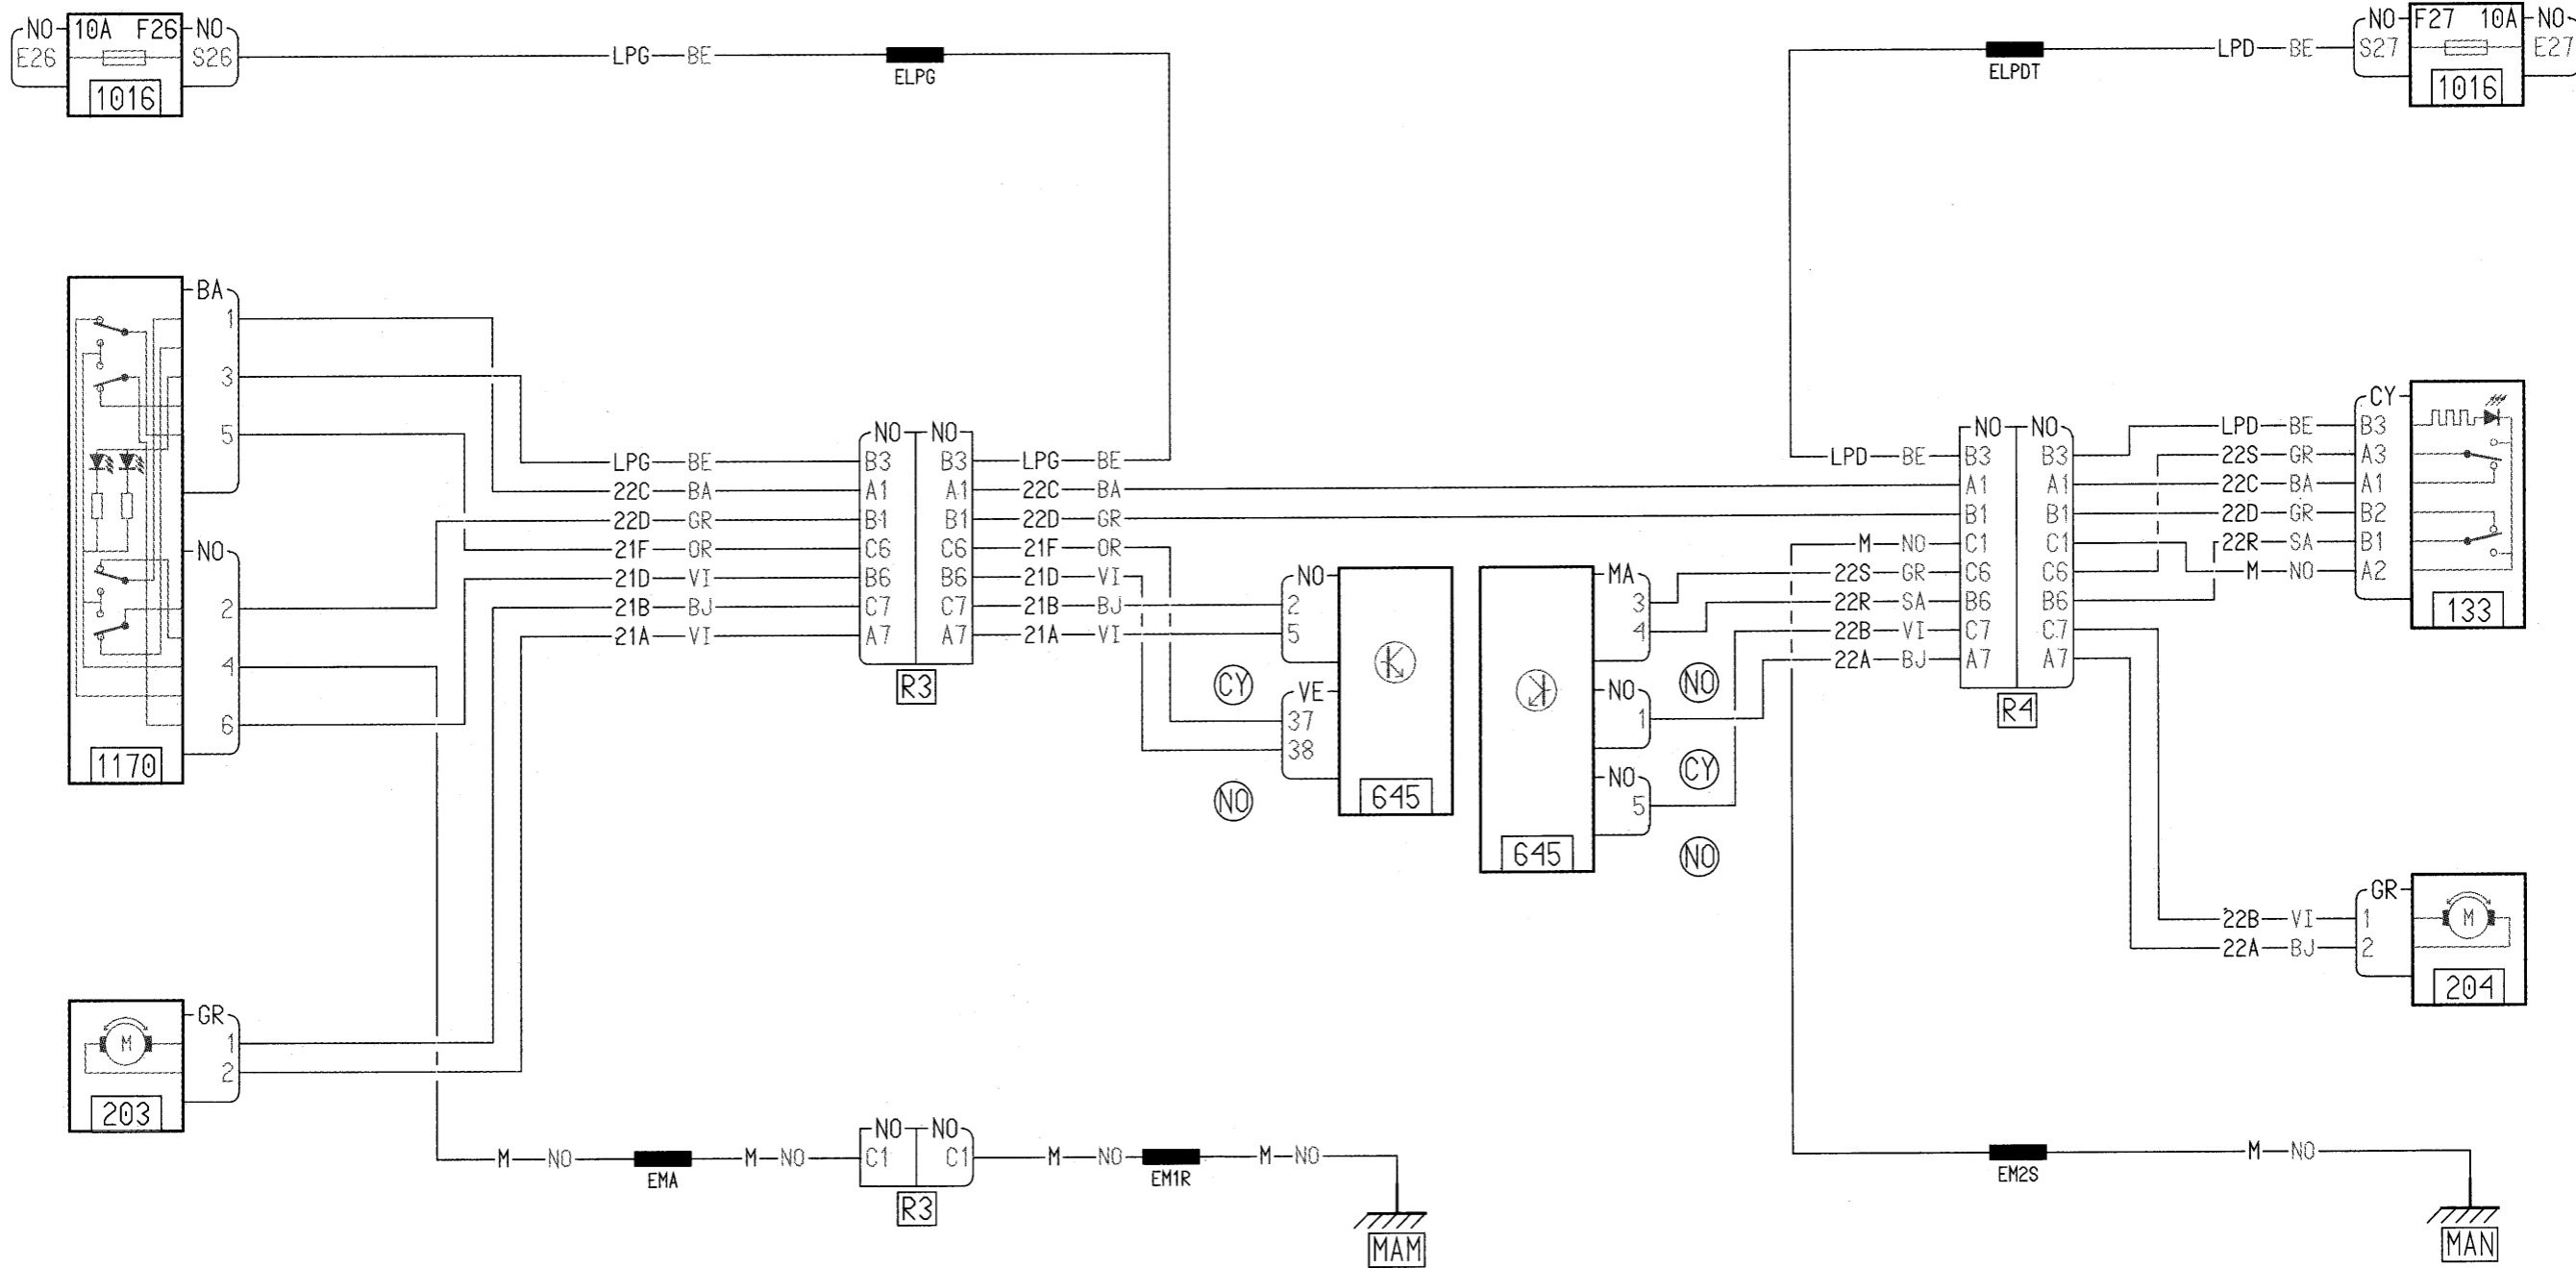 NO 10A F26 NO
E26 S26 LPG BE
ELPG
1016
NO F27 10A NO
LPD BE S27 E27
ELPDT
1016
BA
1
3
5
NO
2
4
6
1170
NO NO
LPG BE B3 B3 LPG BE
22C BA A1 A1 22C BA
22D GR B1 B1 22D GR
21F OR C6 C6 21F OR
21D VI B6 B6 21D VI
21B BJ C7 C7 21B BJ
21A VI A7 A7 21A VI
R3
NO
2
5
CY
VE
37
38
NO
645
MA
3
4
NO
NO
1
CY
NO
5
NO
645
NO NO
LPD BE B3 B3
A1 A1
B1 B1
M NO C1 C1
22S GR C6 C6
22R SA B6 B6
22B VI C7 C7
22A BJ A7 A7
R4
CY
LPD BE B3
22S GR A3
22C BA A1
22D GR B2
22R SA B1
M NO A2
133
GR
22B VI 1
22A BJ 2
M
204
GR
M 1
2
203
NO NO
M NO M NO C1 C1 M NO M NO
EMA EM1R
R3
MAM
M NO
EM2S
MAN